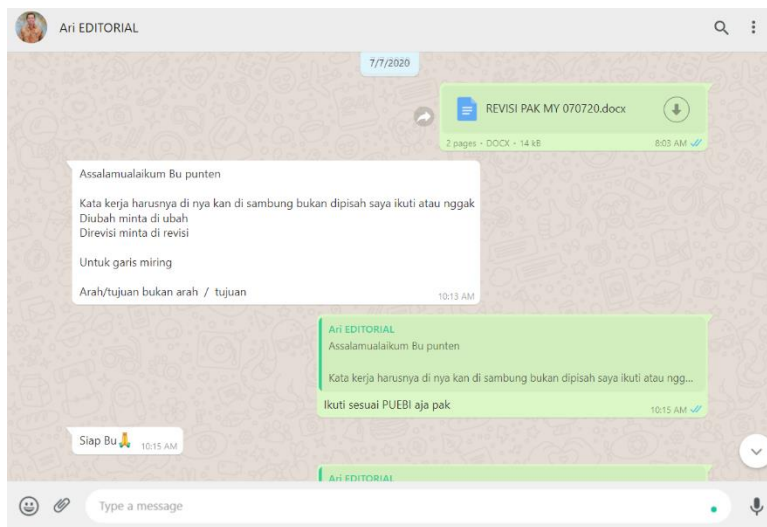 Ari EDITORIAL
7/7/2020
REVISI PAK MY 070720.docx
2 pages • DOCX • 14 kB 8:03 AM
Assalamualaikum Bu punten
Kata kerja harusnya di nya kan di sambung bukan dipisah saya ikuti atau nggak
Diubah minta di ubah
Direvisi minta di revisi
Untuk garis miring
Arah/tujuan bukan arah / tujuan
10:13 AM
Ari EDITORIAL
Assalamualaikum Bu punten
Kata kerja harusnya di nya kan di sambung bukan dipisah saya ikuti atau ngg...
Ikuti sesuai PUEBI aja pak 10:15 AM
Siap Bu🙏 10:15 AM
Ari EDITORIAL
Type a message